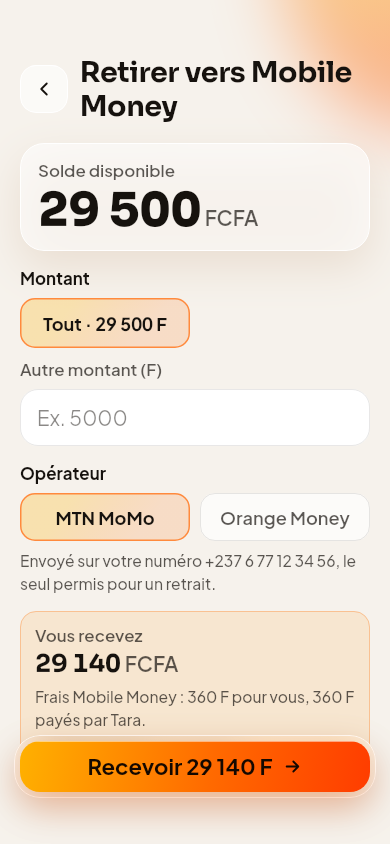 Retirer vers Mobile
Money
Solde disponible
29 500 FCFA
Montant
Tout · 29 500 F
Autre montant (F)
Ex. 5000
Opérateur
MTN MoMo
Orange Money
Envoyé sur votre numéro +237 6 77 12 34 56, le
seul permis pour un retrait.
Vous recevez
29 140 FCFA
Frais Mobile Money : 360 F pour vous, 360 F
payés par Tara.
Recevoir 29 140 F →